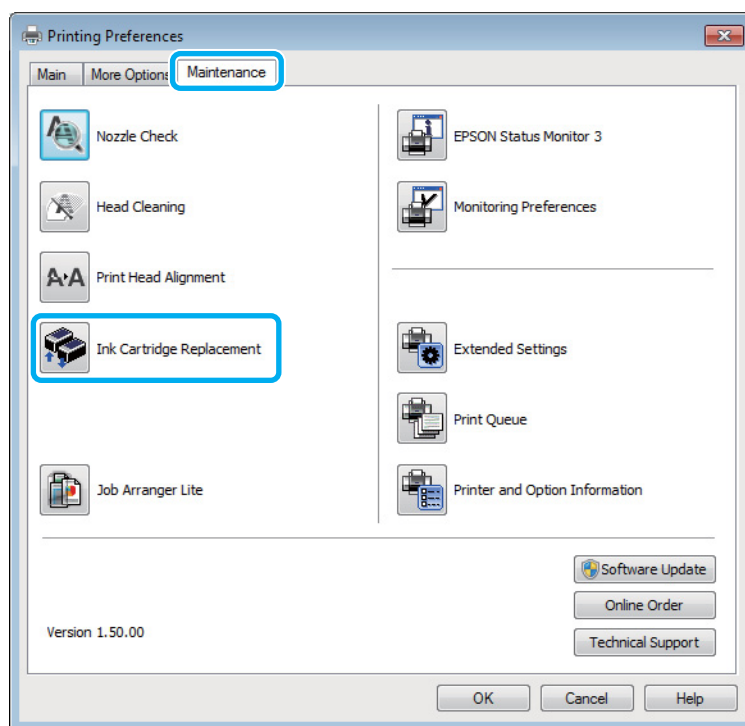 Printing Preferences
Main
More Options
Maintenance
Nozzle Check
EPSON Status Monitor 3
Head Cleaning
Monitoring Preferences
Print Head Alignment
Ink Cartridge Replacement
Extended Settings
Print Queue
Job Arranger Lite
Printer and Option Information
Software Update
Online Order
Version 1.50.00
Technical Support
OK
Cancel
Help